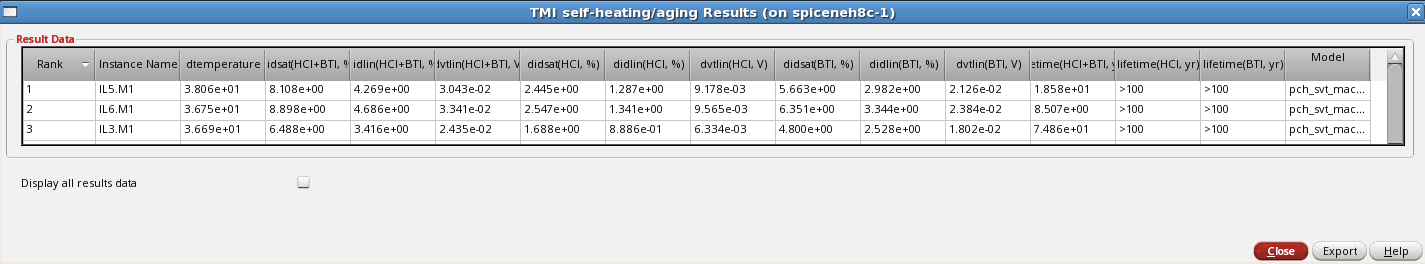 TMI self-heating/aging Results (on spiceneh8c-1)
Result Data
Rank Instance Name dtemperature idsat(HCI+BTI, % idlin(HCI+BTI, % dvtlin(HCI+BTI, V didsat(HCI, %) didlin(HCI, %) dvtlin(HCI, V) didsat(BTI, %) didlin(BTI, %) dvtlin(BTI, V) etime(HCI+BTI, y lifetime(HCI, yr) lifetime(BTI, yr) Model
1 IL5.M1 3.806e+01 8.108e+00 4.269e+00 3.043e-02 2.445e+00 1.287e+00 9.178e-03 5.663e+00 2.982e+00 2.126e-02 1.858e+01 >100 >100 pch_svt_mac...
2 IL6.M1 3.675e+01 8.898e+00 4.686e+00 3.341e-02 2.547e+00 1.341e+00 9.565e-03 6.351e+00 3.344e+00 2.384e-02 8.507e+00 >100 >100 pch_svt_mac...
3 IL3.M1 3.669e+01 6.488e+00 3.416e+00 2.435e-02 1.688e+00 8.886e-01 6.334e-03 4.800e+00 2.528e+00 1.802e-02 7.486e+01 >100 >100 pch_svt_mac...
Display all results data
Close Export Help